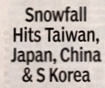 Snowfall
Hits Taiwan,
Japan, China
& S Korea